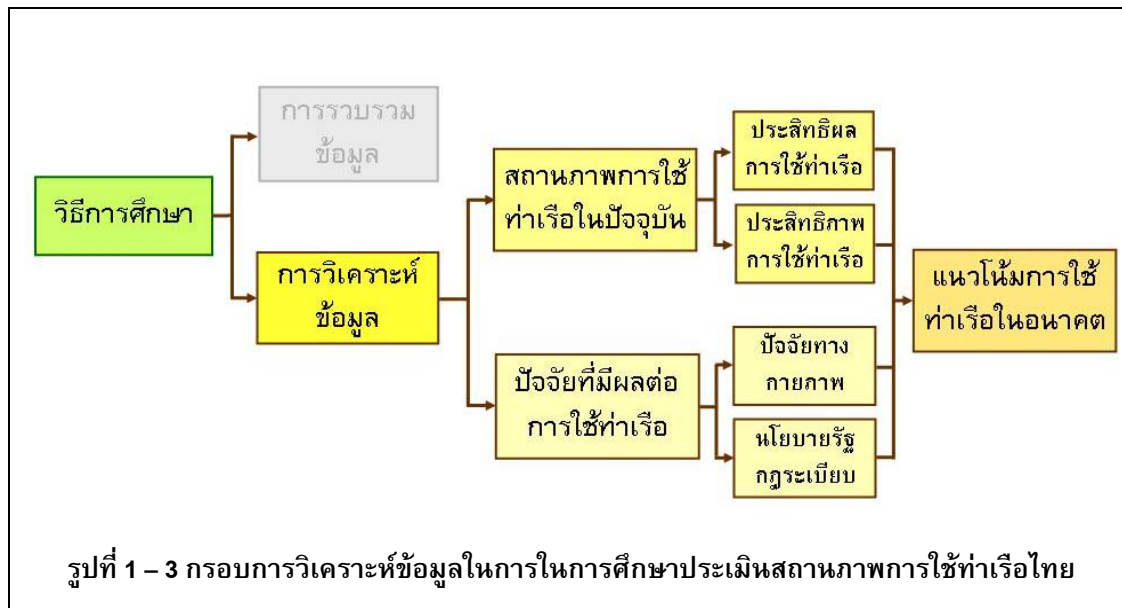 วิธีการศึกษา
การรวบรวม
ข้อมูล
การวิเคราะห์
ข้อมูล
สถานภาพการใช้
ท่าเรือในปัจจุบัน
ปัจจัยที่มีผลต่อ
การใช้ท่าเรือ
ประสิทธิผล
การใช้ท่าเรือ
ประสิทธิภาพ
การใช้ท่าเรือ
ปัจจัยทาง
กายภาพ
นโยบายรัฐ
กฎระเบียบ
แนวโน้มการใช้
ท่าเรือในอนาคต
รูปที่ 1 – 3 กรอบการวิเคราะห์ข้อมูลในการในการศึกษาประเมินสถานภาพการใช้ท่าเรือไทย